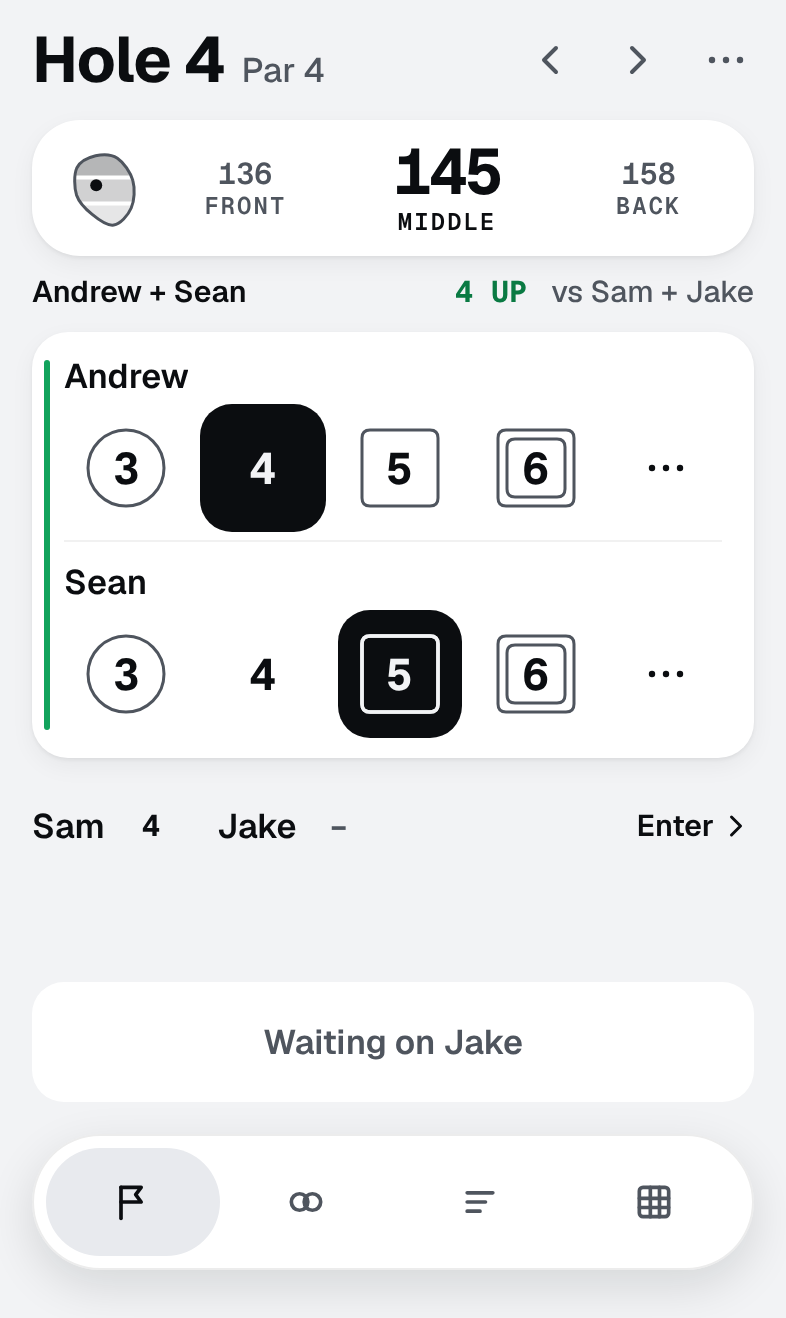 Hole 4 Par 4
136 FRONT
145 MIDDLE
158 BACK
Andrew + Sean 4 UP vs Sam + Jake
Andrew
3 4 5 6 ...
Sean
3 4 5 6 ...
Sam 4 Jake – Enter >
Waiting on Jake